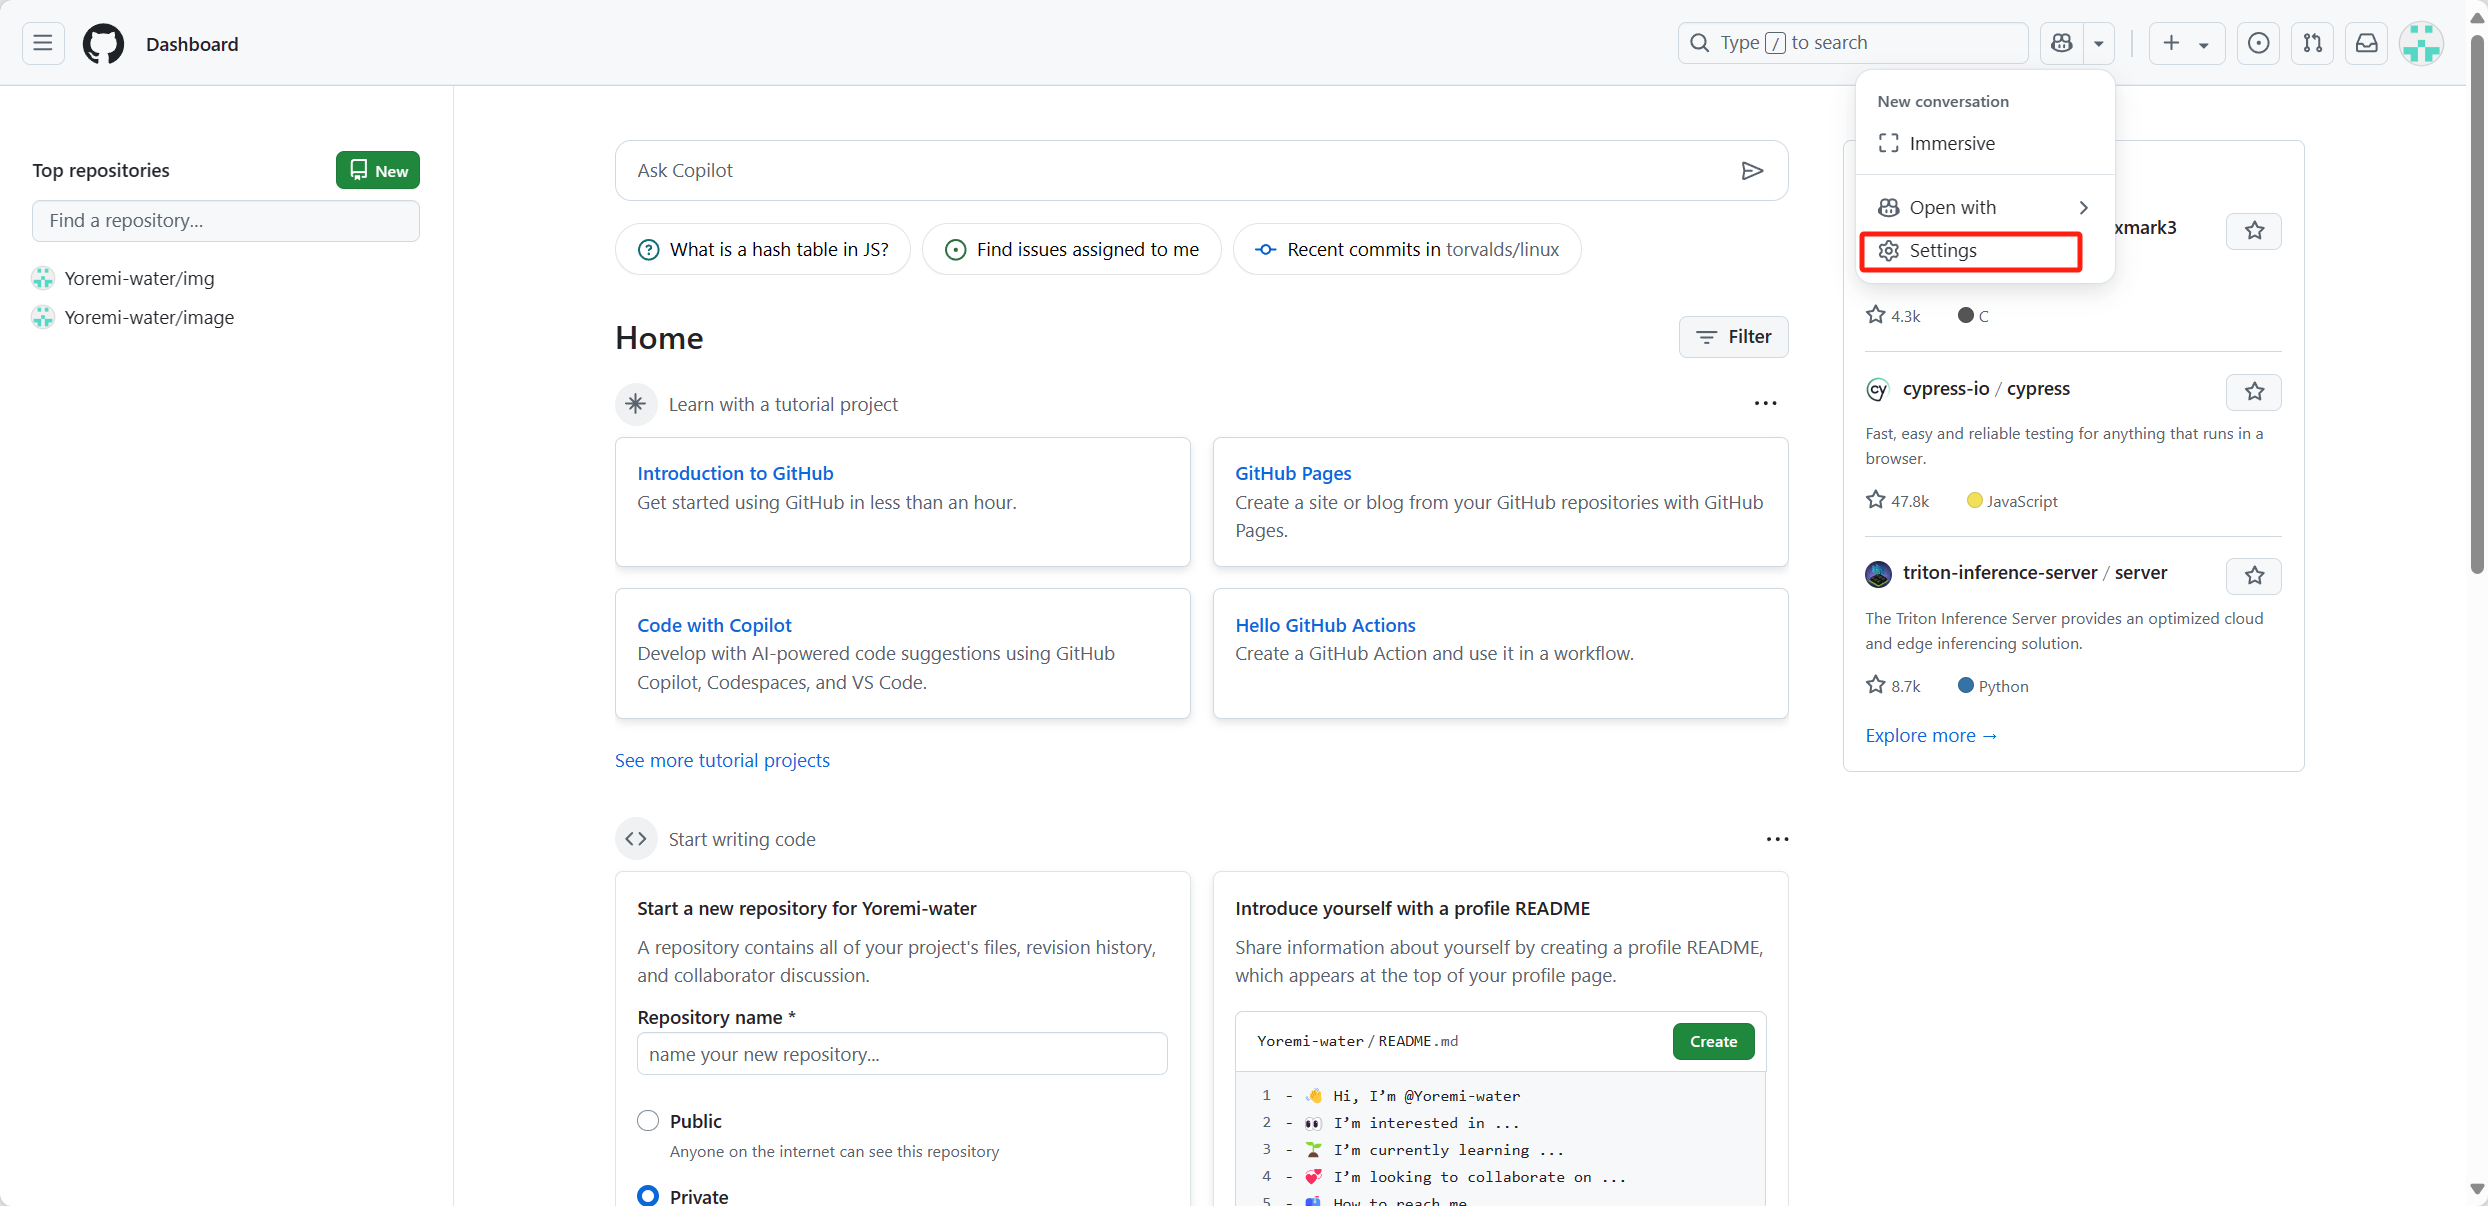 Dashboard
Type / to search
New conversation
Immersive
Open with
Settings
Top repositories
New
Find a repository...
Yoremi-water/img
Yoremi-water/image
Ask Copilot
What is a hash table in JS?
Find issues assigned to me
Recent commits in torvalds/linux
Home
Filter
Learn with a tutorial project
Introduction to GitHub
Get started using GitHub in less than an hour.
GitHub Pages
Create a site or blog from your GitHub repositories with GitHub
Pages.
Code with Copilot
Develop with AI-powered code suggestions using GitHub
Copilot, Codespaces, and VS Code.
Hello GitHub Actions
Create a GitHub Action and use it in a workflow.
See more tutorial projects
Start writing code
Start a new repository for Yoremi-water
A repository contains all of your project's files, revision history,
and collaborator discussion.
Repository name *
name your new repository...
Public
Anyone on the internet can see this repository
Private
Introduce yourself with a profile README
Share information about yourself by creating a profile README,
which appears at the top of your profile page.
Yoremi-water/README.md
Create
1 - 👋 Hi, I’m @Yoremi-water
2 - 👀 I’m interested in ...
3 - 🌱 I’m currently learning ...
4 - 💞️ I’m looking to collaborate on ...
5 - 📫 How to reach me
xmark3
4.3k
C
cypress-io / cypress
Fast, easy and reliable testing for anything that runs in a
browser.
47.8k
JavaScript
triton-inference-server / server
The Triton Inference Server provides an optimized cloud
and edge inferencing solution.
8.7k
Python
Explore more →